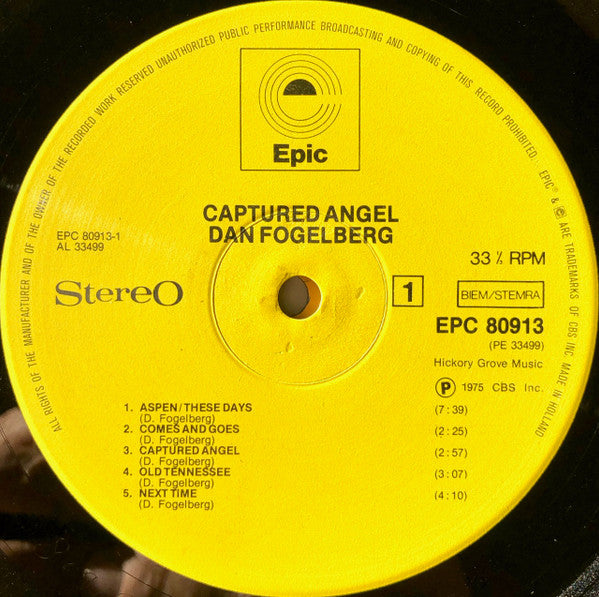 ALL RIGHTS OF THE MANUFACTURER AND OF THE OWNER OF THE RECORDED WORK RESERVED UNAUTHORIZED PUBLIC PERFORMANCE BROADCASTING AND COPYING OF THIS RECORD PROHIBITED. EPIC® & © ARE TRADEMARKS OF CBS INC. MADE IN HOLLAND
Epic
CAPTURED ANGEL
DAN FOGELBERG
EPC 80913-1
AL 33499
33 ⅓ RPM
StereO
1
BIEM/STEMRA
EPC 80913
(PE 33499)
Hickory Grove Music
Ⓟ 1975 CBS Inc.
1. ASPEN/THESE DAYS (7:39)
(D. Fogelberg)
2. COMES AND GOES (2:25)
(D. Fogelberg)
3. CAPTURED ANGEL (2:57)
(D. Fogelberg)
4. OLD TENNESSEE (3:07)
(D. Fogelberg)
5. NEXT TIME (4:10)
(D. Fogelberg)